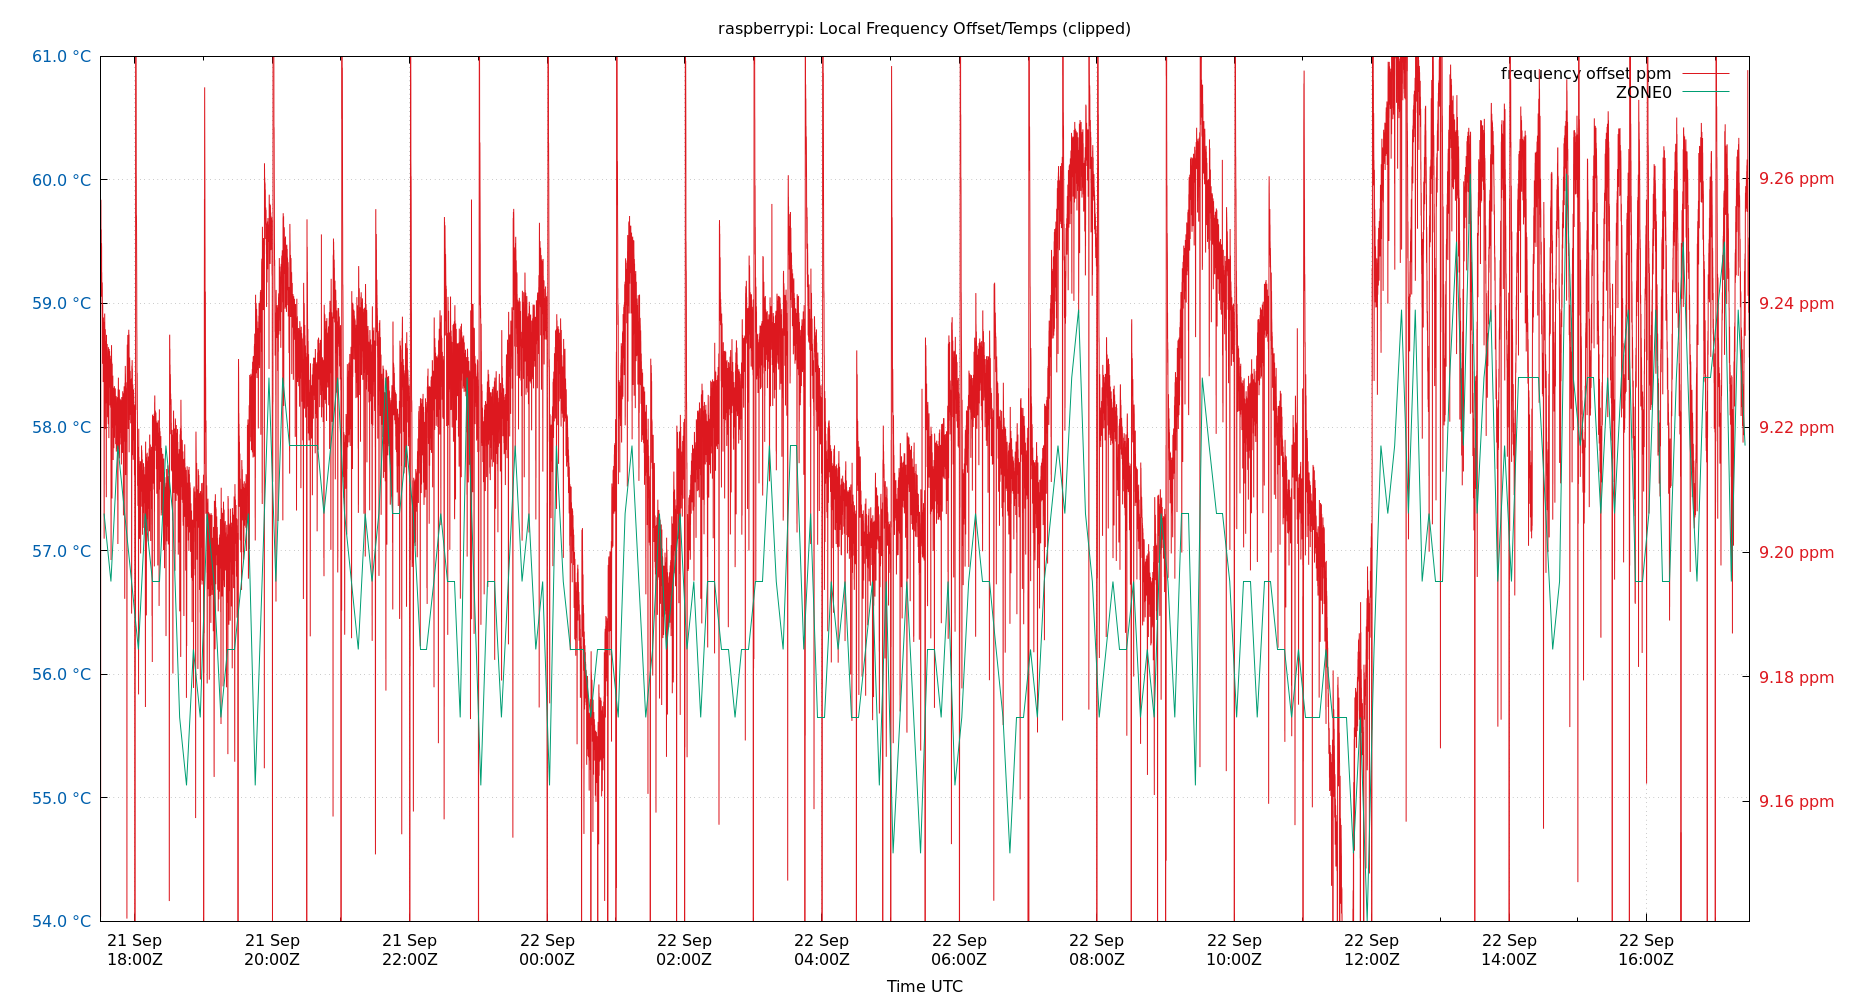 raspberrypi: Local Frequency Offset/Temps (clipped)
61.0 °C
60.0 °C
59.0 °C
58.0 °C
57.0 °C
56.0 °C
55.0 °C
54.0 °C
frequency offset ppm
ZONE0
9.26 ppm
9.24 ppm
9.22 ppm
9.20 ppm
9.18 ppm
9.16 ppm
21 Sep
18:00Z
21 Sep
20:00Z
21 Sep
22:00Z
22 Sep
00:00Z
22 Sep
02:00Z
22 Sep
04:00Z
22 Sep
06:00Z
22 Sep
08:00Z
22 Sep
10:00Z
22 Sep
12:00Z
22 Sep
14:00Z
22 Sep
16:00Z
Time UTC